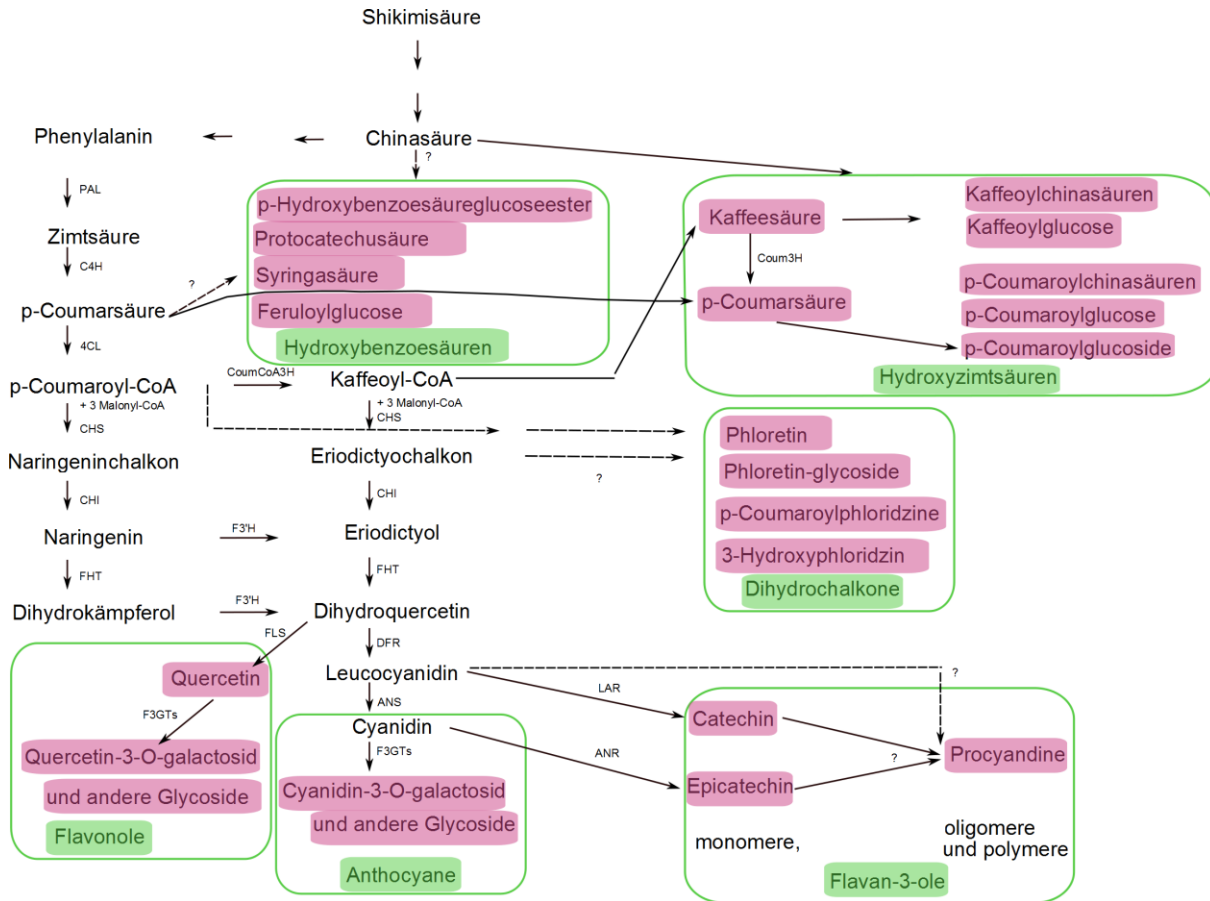 Shikimisäure
Phenylalanin
Chinasäure
?
PAL
p-Hydroxybenzoesäureglucoseester
Protocatechusäure
Syringasäure
Feruloylglucose
Hydroxybenzoesäuren
Kaffeesäure
Kaffeoylchinasäuren
Kaffeoylglucose
Coum3H
p-Coumarsäure
p-Coumaroylchinasäuren
p-Coumaroylglucose
p-Coumaroylglucoside
Hydroxyzimtsäuren
Zimtsäure
C4H
?
p-Coumarsäure
4CL
p-Coumaroyl-CoA
CoumCoA3H
Kaffeoyl-CoA
+ 3 Malonyl-CoA
CHS
+ 3 Malonyl-CoA
CHS
Naringeninchalkon
Eriodictyochalkon
?
Phloretin
Phloretin-glycoside
p-Coumaroylphloridzine
3-Hydroxyphloridzin
Dihydrochalkone
CHI
CHI
Naringenin
F3'H
Eriodictyol
FHT
FHT
Dihydrokämpferol
F3'H
Dihydroquercetin
FLS
DFR
Quercetin
Leucocyanidin
?
F3GTs
ANS
LAR
Cyanidin
Catechin
F3GTs
ANR
?
Procyandine
Quercetin-3-O-galactosid
und andere Glycoside
Flavonole
Cyanidin-3-O-galactosid
und andere Glycoside
Anthocyane
Epicatechin
monomere,
oligomere
und polymere
Flavan-3-ole